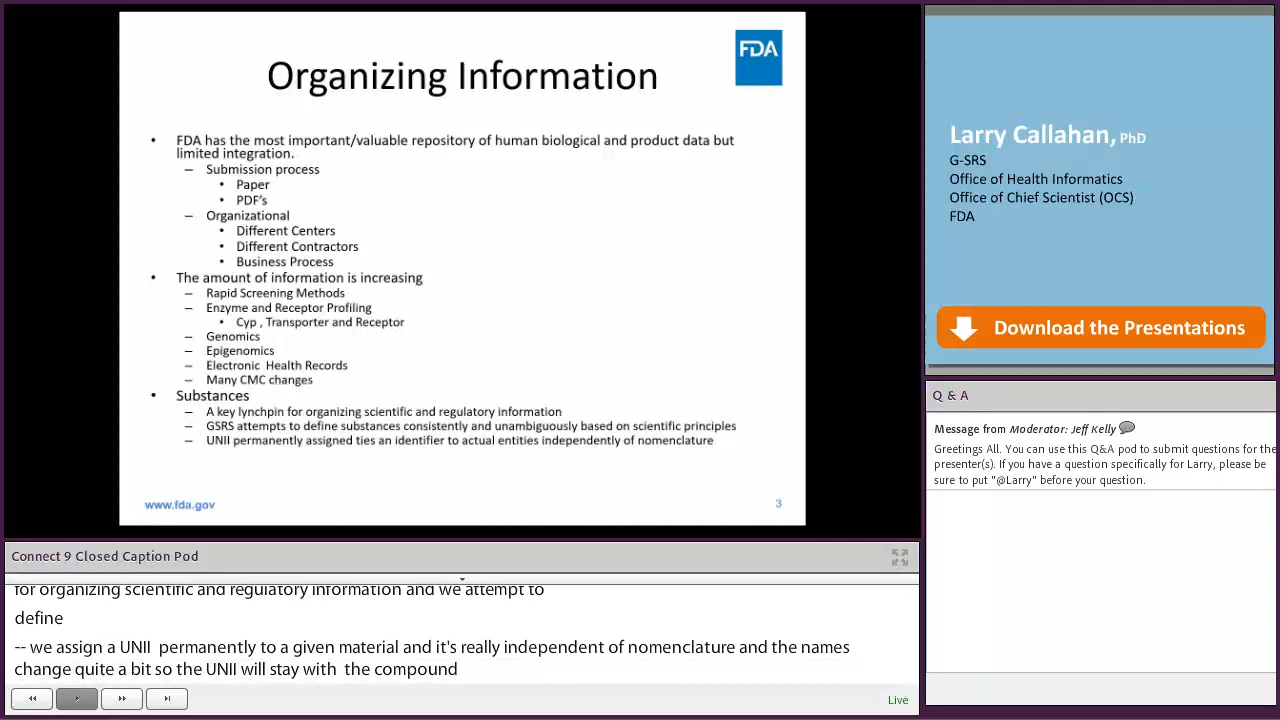 FDA
Organizing Information
• FDA has the most important/valuable repository of human biological and product data but
limited integration.
– Submission process
• Paper
• PDF's
– Organizational
• Different Centers
• Different Contractors
• Business Process
• The amount of information is increasing
– Rapid Screening Methods
– Enzyme and Receptor Profiling
• Cyp , Transporter and Receptor
– Genomics
– Epigenomics
– Electronic Health Records
– Many CMC changes
• Substances
– A key lynchpin for organizing scientific and regulatory information
– GSRS attempts to define substances consistently and unambiguously based on scientific principles
– UNII permanently assigned ties an identifier to actual entities independently of nomenclature
www.fda.gov
3
Larry Callahan, PhD
G-SRS
Office of Health Informatics
Office of Chief Scientist (OCS)
FDA
Download the Presentations
Q & A
Message from Moderator: Jeff Kelly
Greetings All. You can use this Q&A pod to submit questions for the
presenter(s). If you have a question specifically for Larry, please be
sure to put "@Larry" before your question.
Connect 9 Closed Caption Pod
for organizing scientific and regulatory information and we attempt to
define
-- we assign a UNII permanently to a given material and it's really independent of nomenclature and the names
change quite a bit so the UNII will stay with the compound
Live